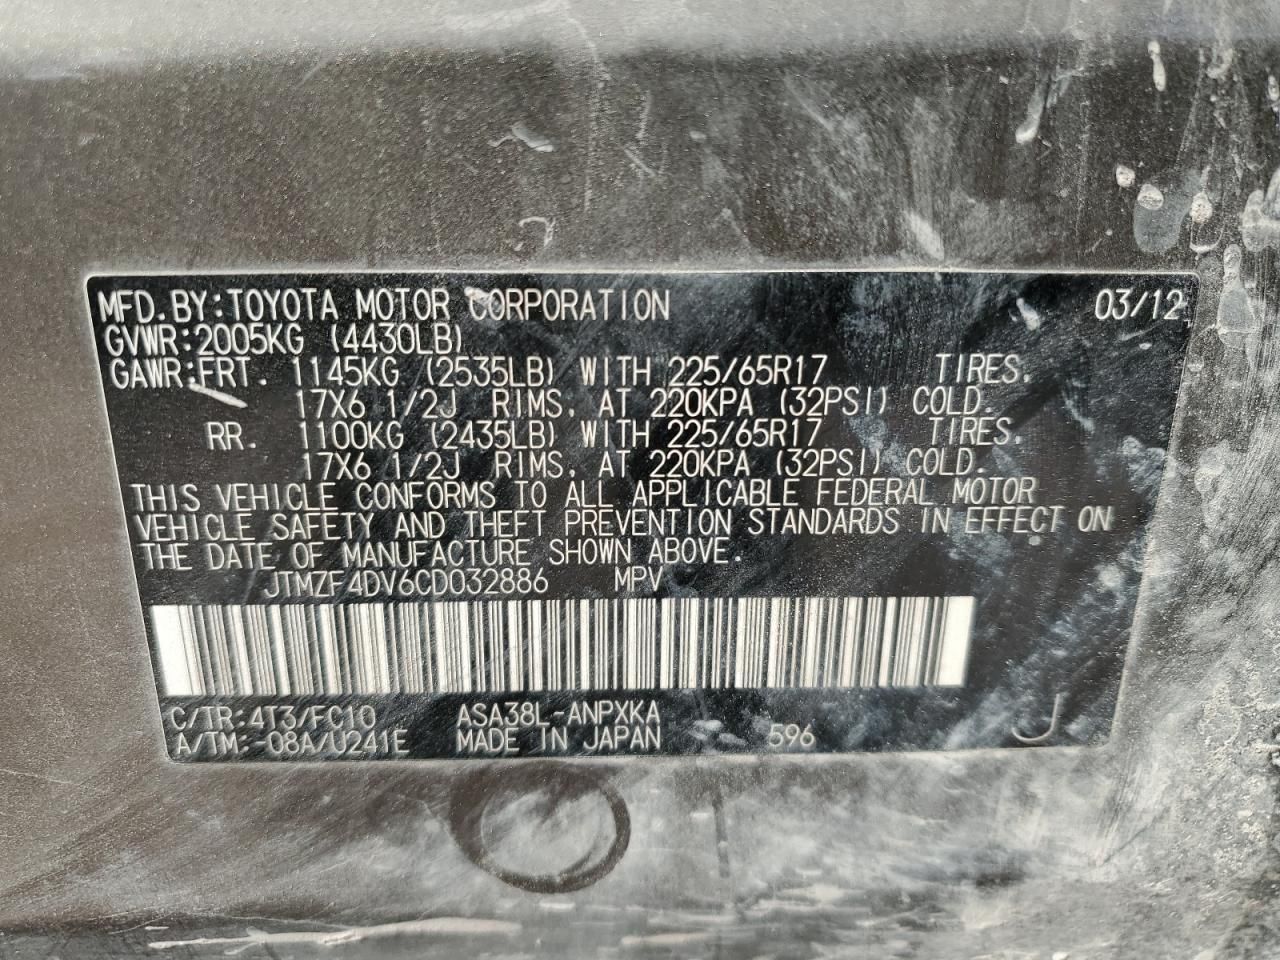 MFD.BY:TOYOTA MOTOR CORPORATION 03/12
GVWR:2005KG (4430LB)
GAWR:FRT. 1145KG (2535LB) WITH 225/65R17 TIRES.
17X6 1/2J RIMS, AT 220KPA (32PSI) COLD.
RR. 1100KG (2435LB) WITH 225/65R17 TIRES.
17X6 1/2J RIMS, AT 220KPA (32PSI) COLD.
THIS VEHICLE CONFORMS TO ALL APPLICABLE FEDERAL MOTOR
VEHICLE SAFETY AND THEFT PREVENTION STANDARDS IN EFFECT ON
THE DATE OF MANUFACTURE SHOWN ABOVE.
JTMZF4DV6CD032886 MPV
C/TR:4T3/FC10 ASA38L-ANPXKA
A/TM:-08A/U241E MADE IN JAPAN 596 J